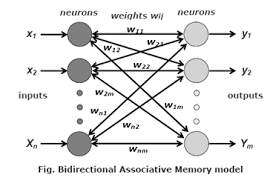 neurons weights wij neurons
x1 w11 y1
w21
w12
x2 w22 y2
inputs w2m w1m outputs
wn1
wn2
Xn wnm Ym
Fig. Bidirectional Associative Memory model